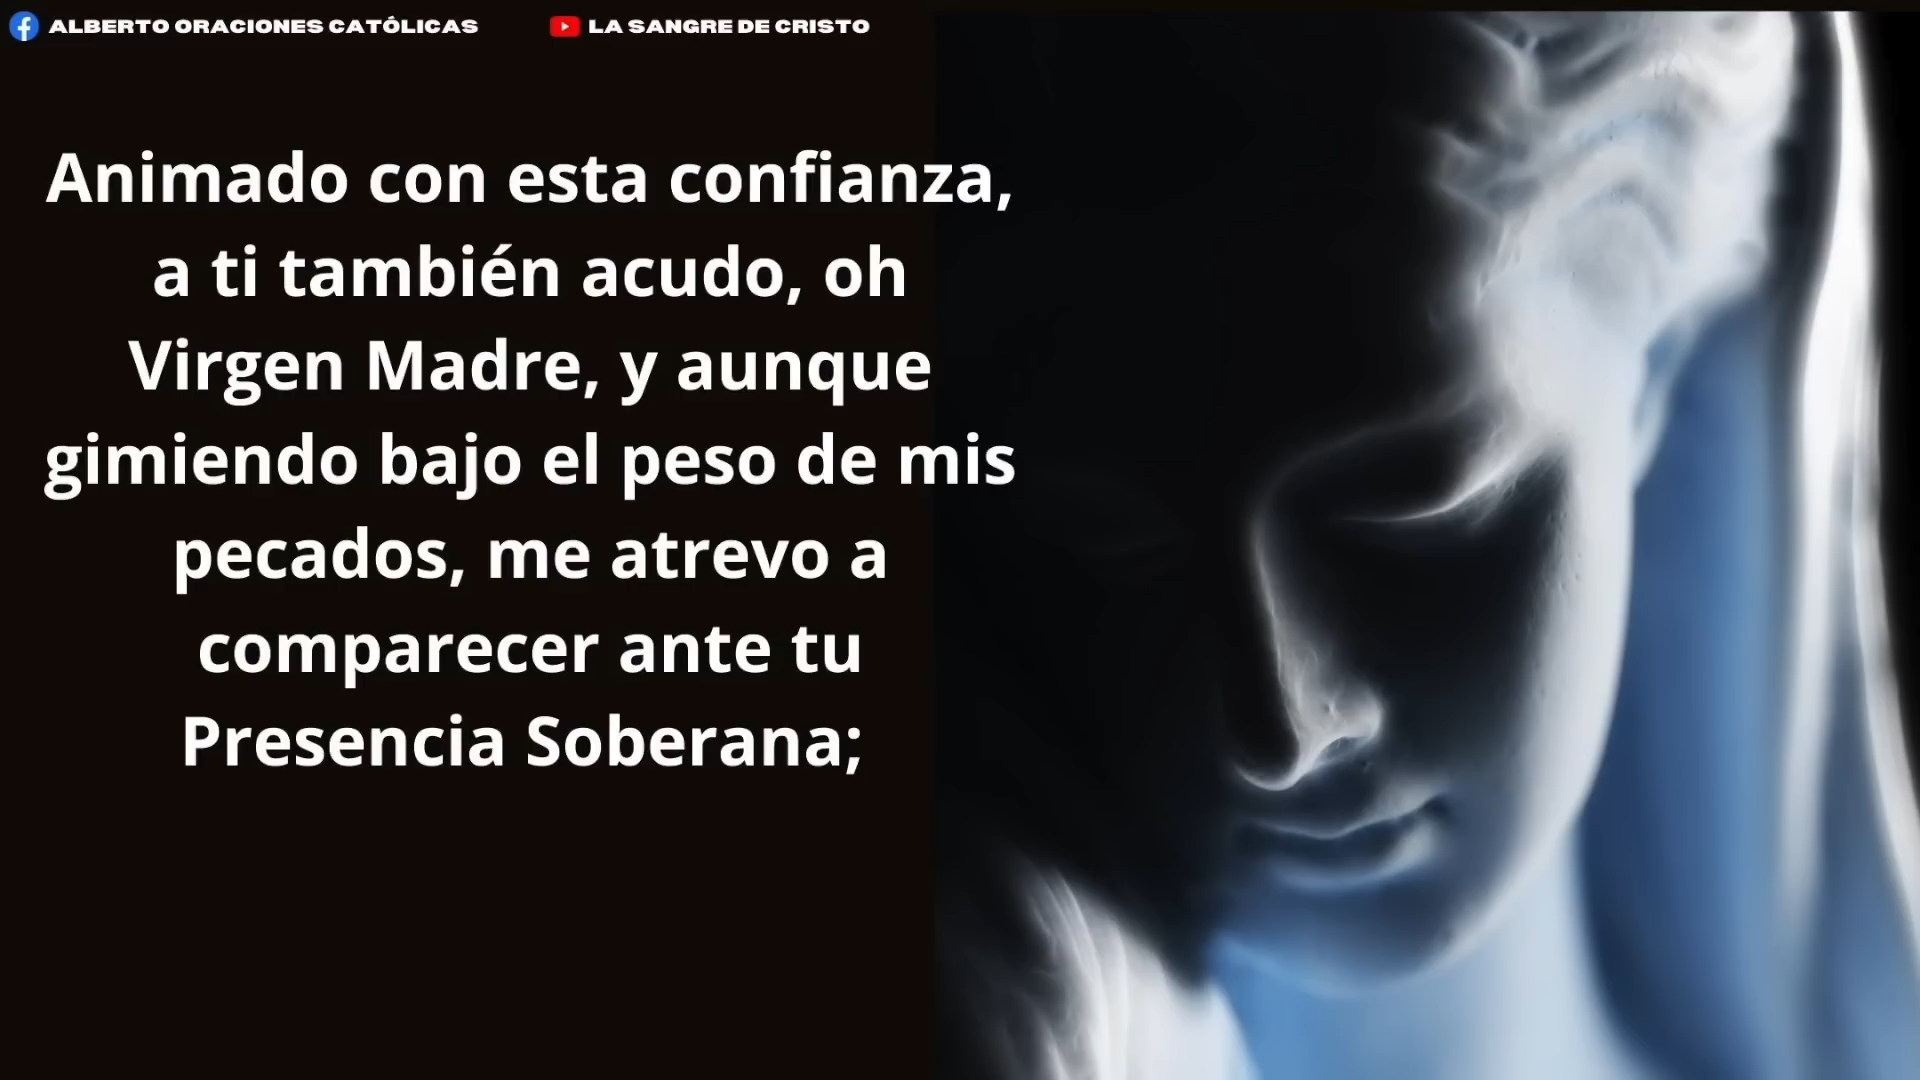 ALBERTO ORACIONES CATÓLICAS
LA SANGRE DE CRISTO
Animado con esta confianza,
a ti también acudo, oh
Virgen Madre, y aunque
gimiendo bajo el peso de mis
pecados, me atrevo a
comparecer ante tu
Presencia Soberana;